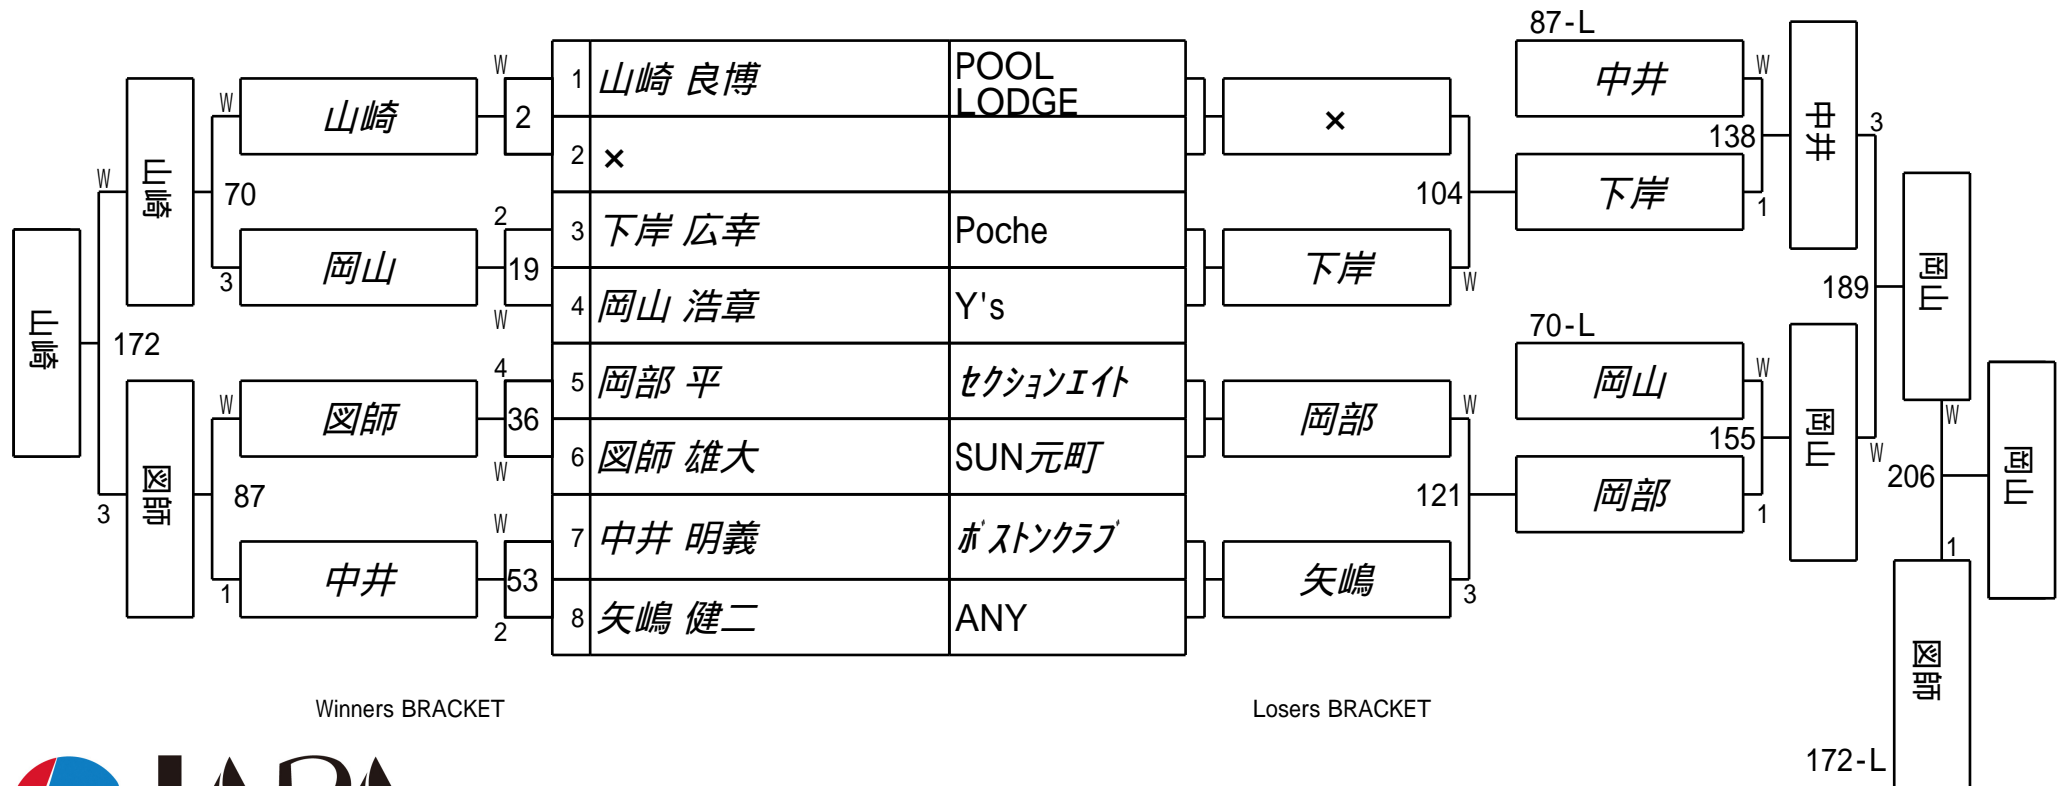 87-L
W
1 山崎 良博 POOL LODGE
W
山崎
2
×
中井
W
中井
3
山崎
W
2 ×
138
70
2
3 下岸 広幸 Poche
104
下岸
1
岡山
3
岡山
19
下岸
W
W
4 岡山 浩章 Y's
189
岡山
山崎
172
70-L
4
5 岡部 平 セクションエイト
W
図師
36
岡部
W
岡山
W
岡山
W
6 図師 雄大 SUN元町
155
W
206
岡山
W
3
図師
87
121
岡部
1
W
7 中井 明義 ボストンクラブ
1
中井
53
矢嶋
3
1
2
8 矢嶋 健二 ANY
図師
Winners BRACKET
Losers BRACKET
172-L